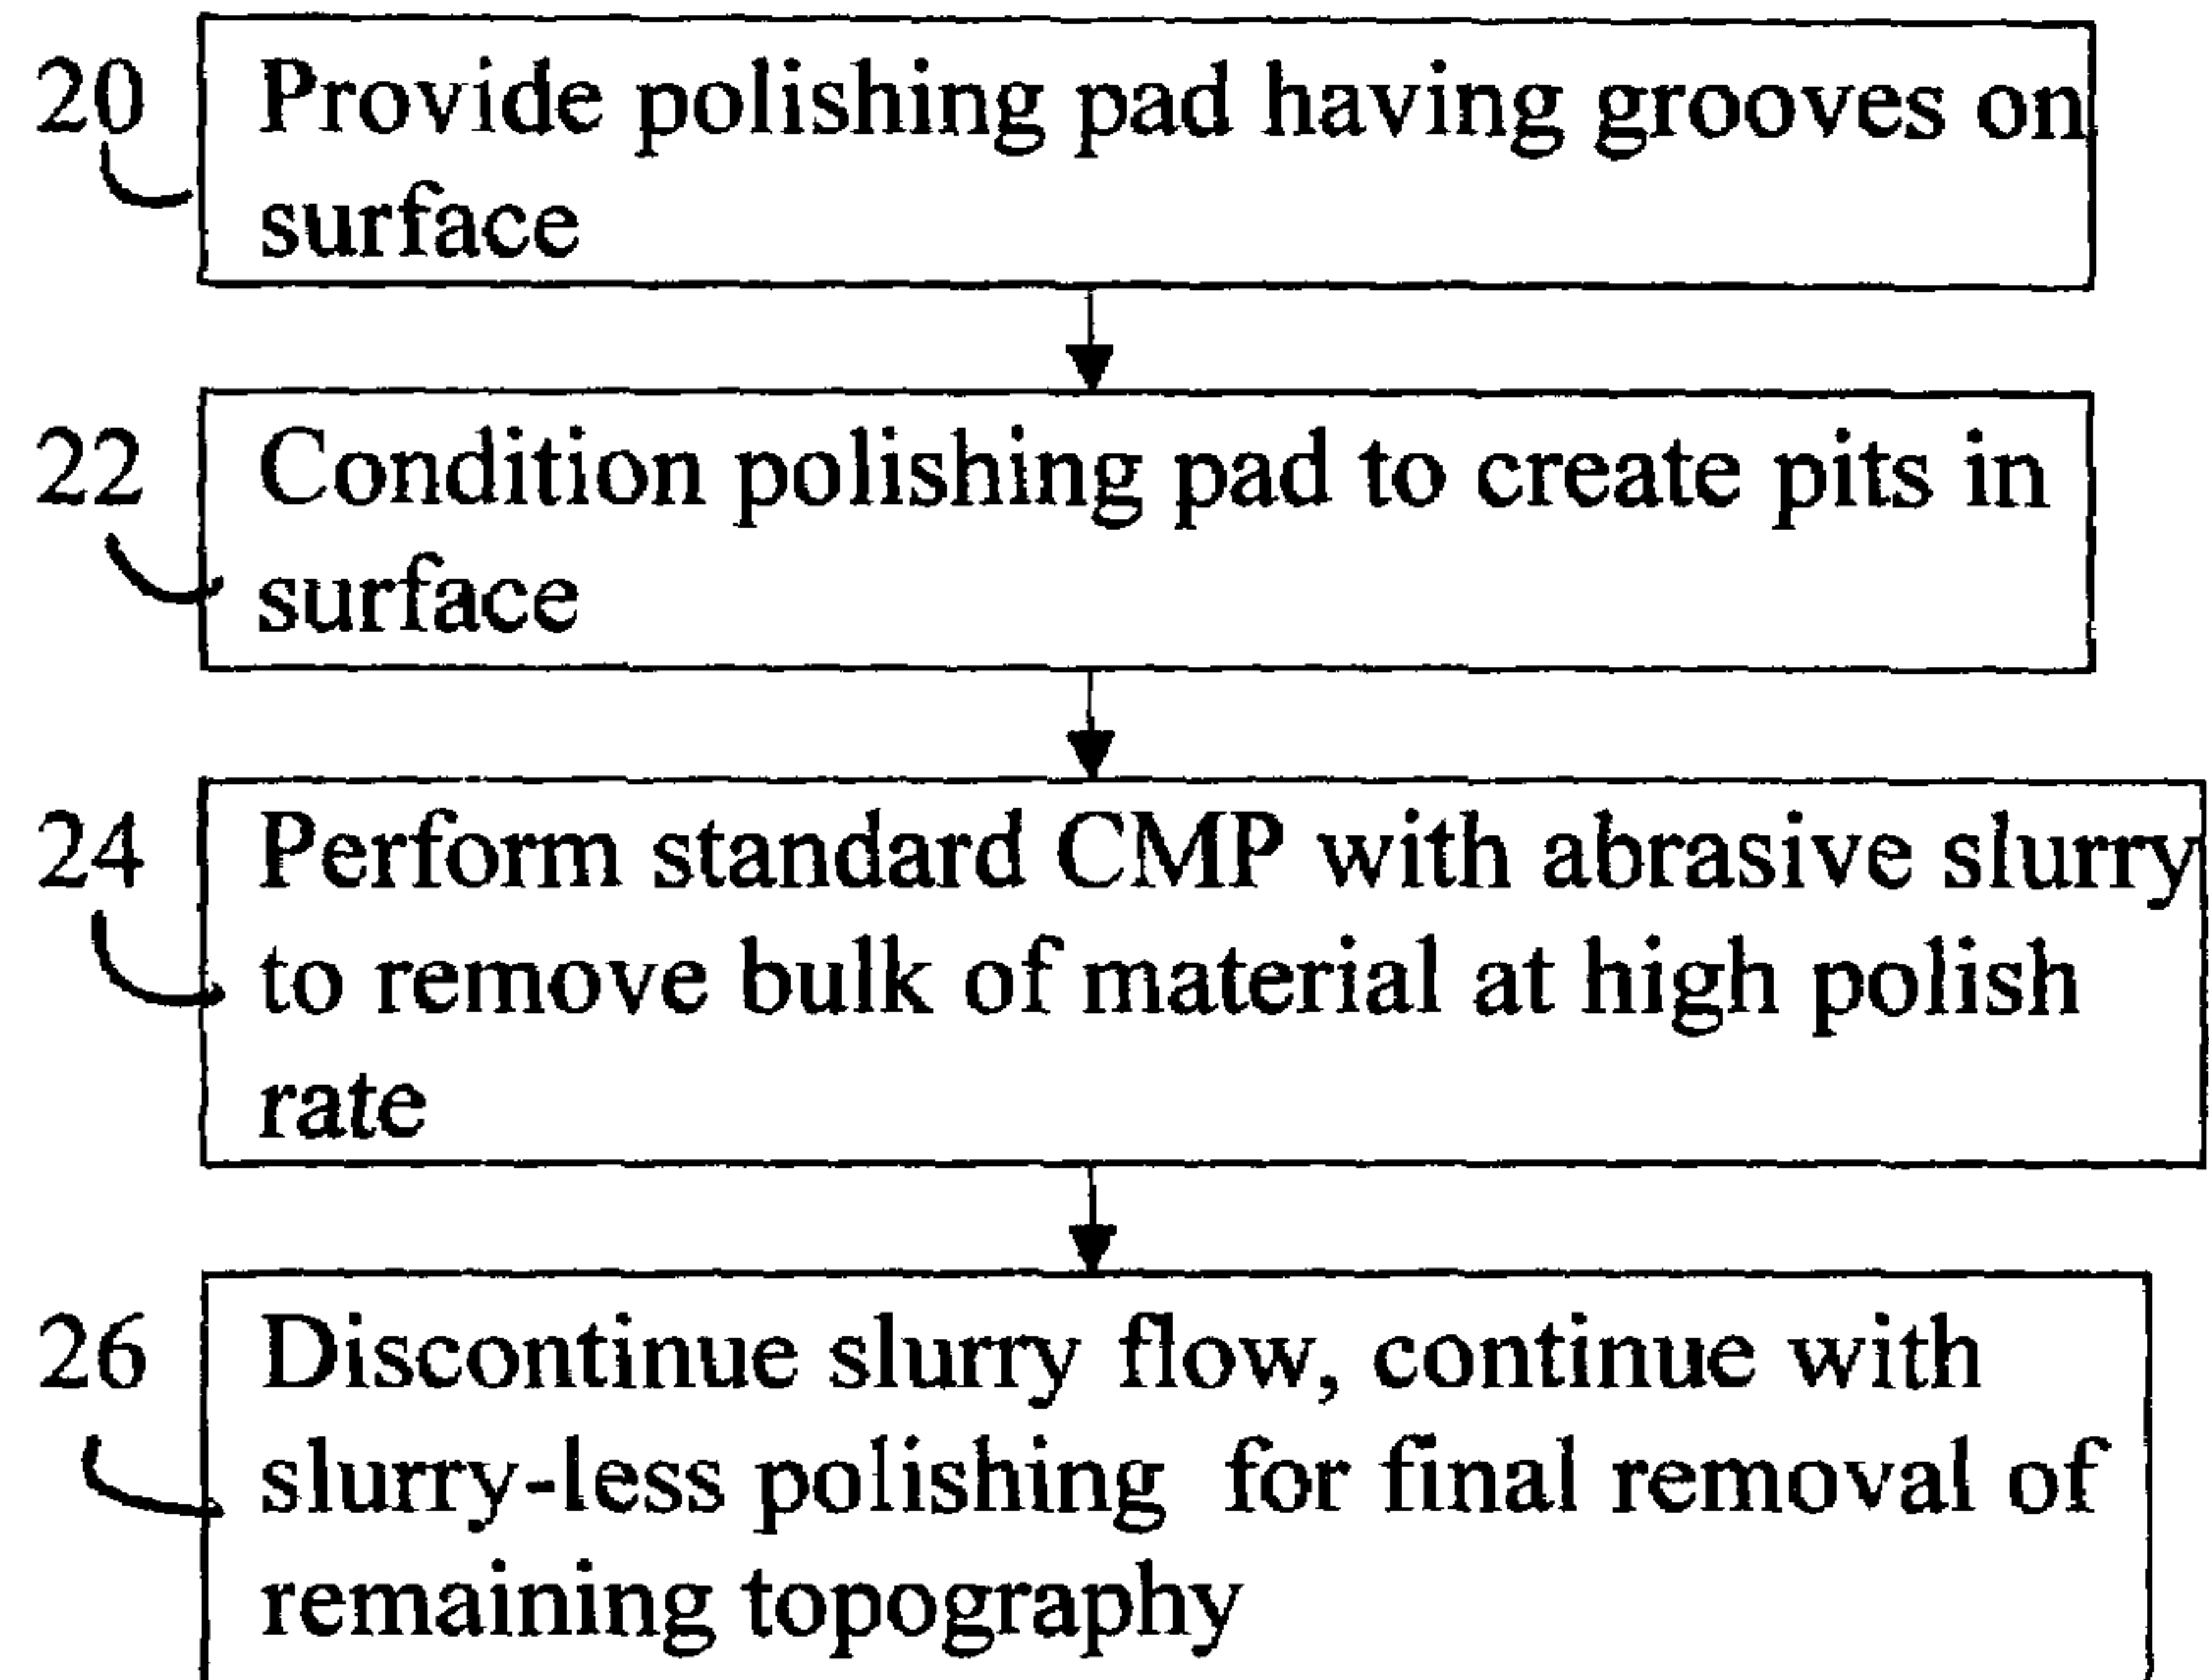 20 Provide polishing pad having grooves on
surface
22 Condition polishing pad to create pits in
surface
24 Perform standard CMP with abrasive slurry
to remove bulk of material at high polish
rate
26 Discontinue slurry flow, continue with
slurry-less polishing for final removal of
remaining topography